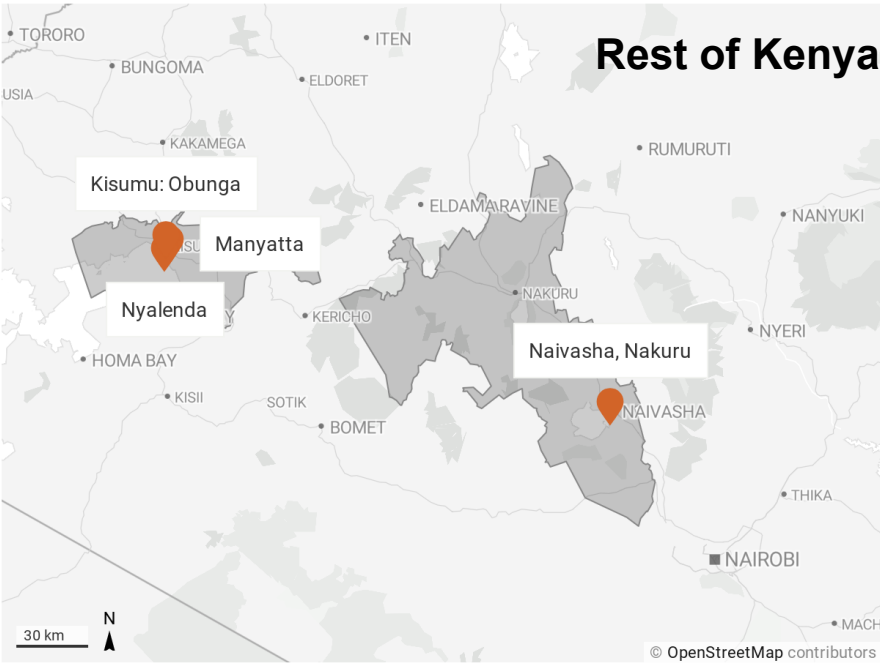 TORORO
ITEN
Rest of Kenya
BUNGOMA
ELDORET
USIA
KAKAMEGA
RUMURUTI
Kisumu: Obunga
ELDAMA RAVINE
NANYUKI
Manyatta
NAKURU
Nyalenda
KERICHO
NYERI
Naivasha, Nakuru
HOMA BAY
KISII
SOTIK
NAIVASHA
BOMET
THIKA
NAIROBI
N
30 km
MACH
© OpenStreetMap contributors